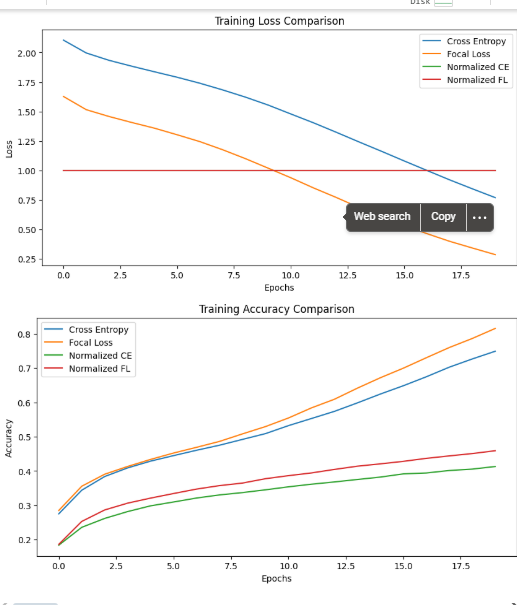 Disk
Training Loss Comparison
Cross Entropy
Focal Loss
Normalized CE
Normalized FL
2.00
1.75
1.50
1.25
1.00
0.75
0.50
0.25
Loss
Web search Copy ...
0.0 2.5 5.0 7.5 10.0 12.5 15.0 17.5
Epochs
Training Accuracy Comparison
Cross Entropy
Focal Loss
Normalized CE
Normalized FL
0.8
0.7
0.6
0.5
0.4
0.3
0.2
Accuracy
0.0 2.5 5.0 7.5 10.0 12.5 15.0 17.5
Epochs